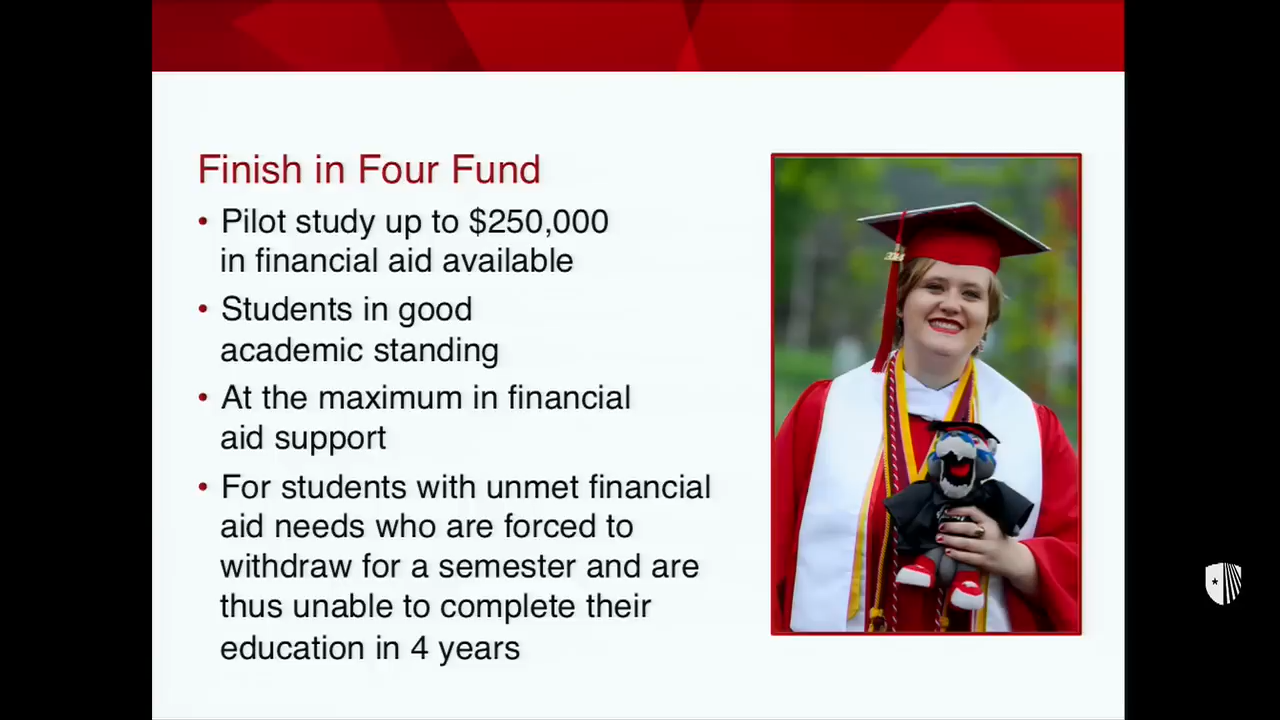 Finish in Four Fund
• Pilot study up to $250,000
in financial aid available
• Students in good
academic standing
• At the maximum in financial
aid support
• For students with unmet financial
aid needs who are forced to
withdraw for a semester and are
thus unable to complete their
education in 4 years